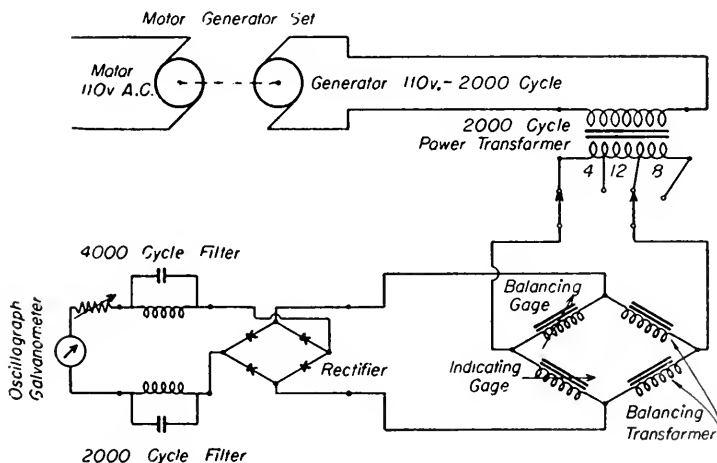 Motor Generator Set
Motor
110v A.C.
Generator 110v.-2000 Cycle
2000 Cycle
Power Transformer
4 12 8
4000 Cycle Filter
Balancing
Gage
Oscillograph
Galvanometer
Rectifier
Indicating
Gage
Balancing
Transformer
2000 Cycle Filter